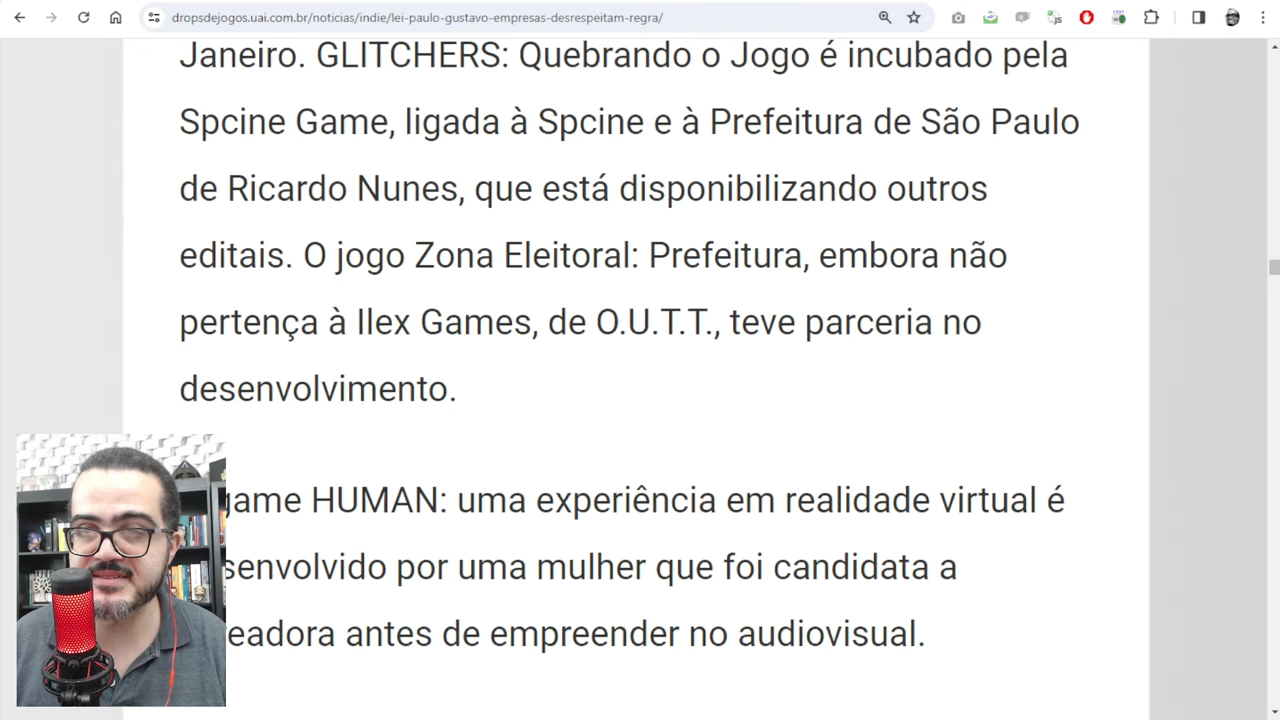 dropsdejogos.uai.com.br/noticias/indie/lei-paulo-gustavo-empresas-desrespeitam-regra/
Janeiro. GLITCHERS: Quebrando o Jogo é incubado pela
Spcine Game, ligada à Spcine e à Prefeitura de São Paulo
de Ricardo Nunes, que está disponibilizando outros
editais. O jogo Zona Eleitoral: Prefeitura, embora não
pertença à Ilex Games, de O.U.T.T., teve parceria no
desenvolvimento.
game HUMAN: uma experiência em realidade virtual é
senvolvido por uma mulher que foi candidata a
eadora antes de empreender no audiovisual.